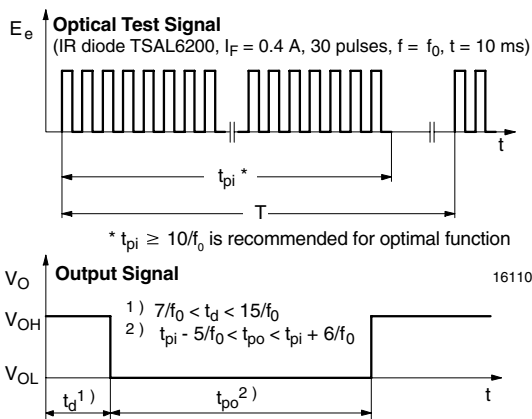 Optical Test Signal
(IR diode TSAL6200, I_F = 0.4 A, 30 pulses, f = f_0, t = 10 ms)
E_e
t
t_pi *
T
* t_pi ≥ 10/f_0 is recommended for optimal function
Output Signal
16110
V_O
V_OH
V_OL
1) 7/f_0 < t_d < 15/f_0
2) t_pi - 5/f_0 < t_po < t_pi + 6/f_0
t
t_d 1)
t_po 2)